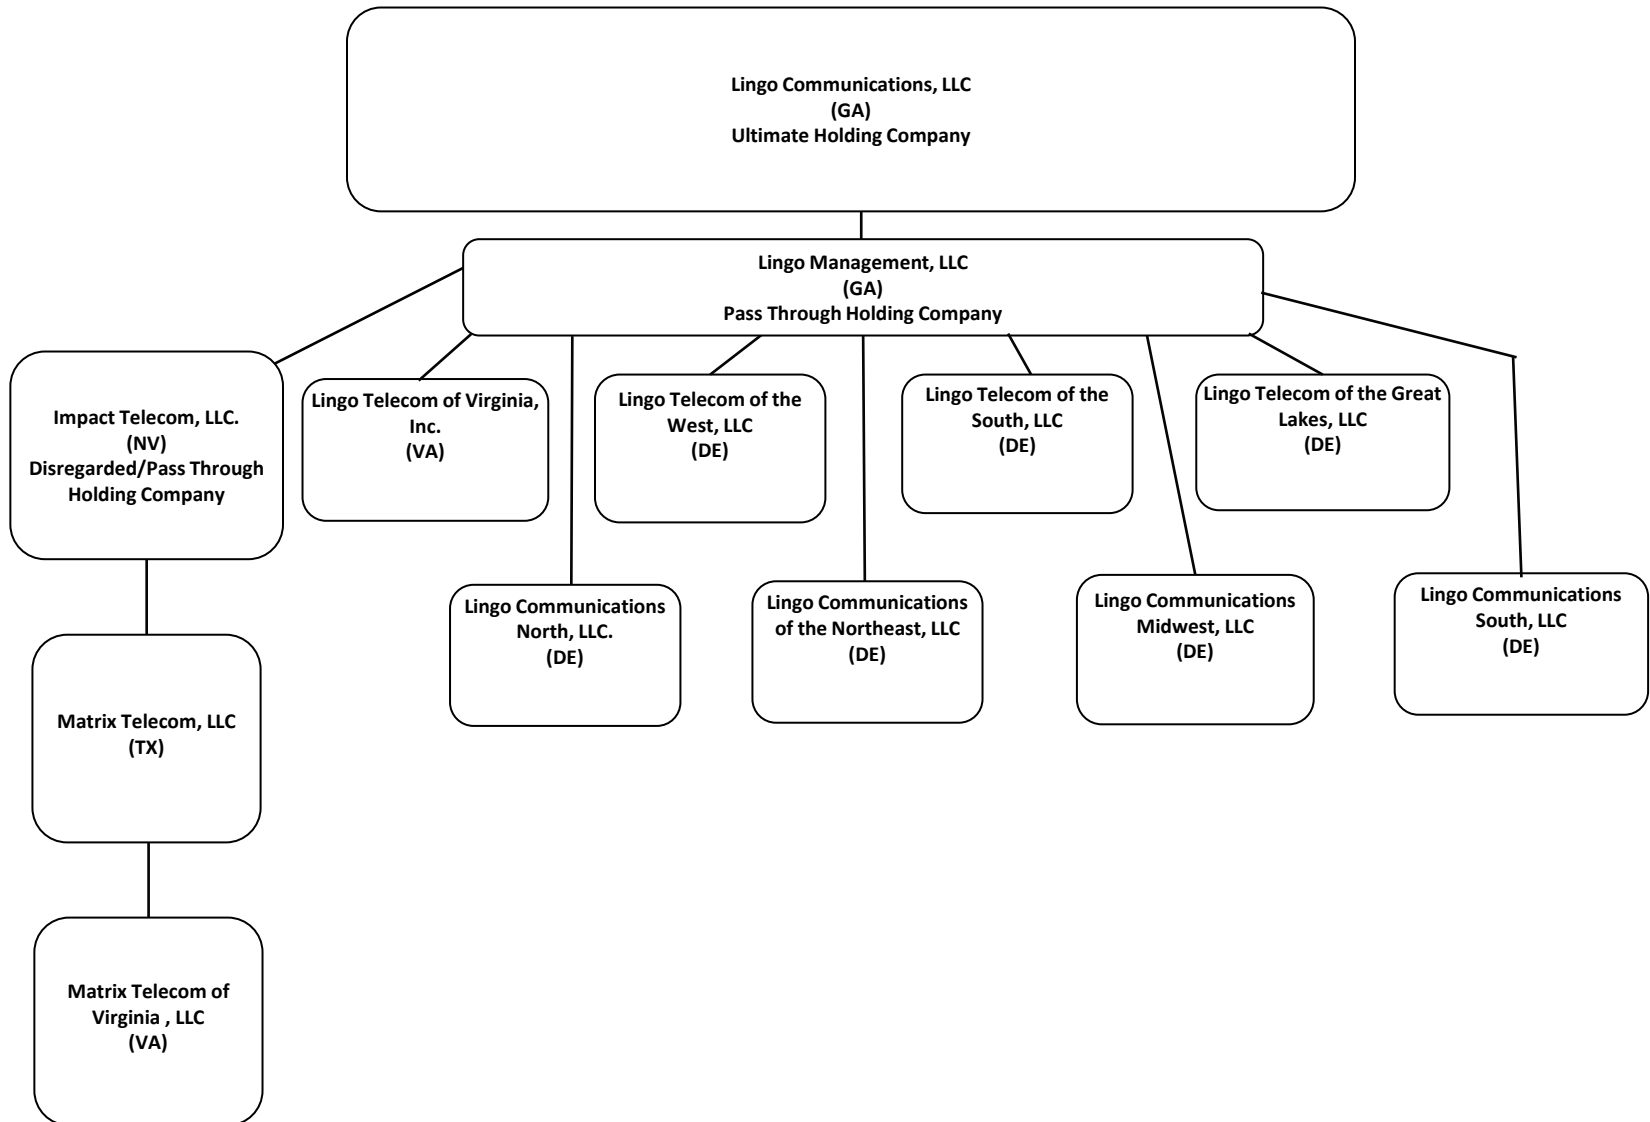 Lingo Communications, LLC
(GA)
Ultimate Holding Company
Lingo Management, LLC
(GA)
Pass Through Holding Company
Impact Telecom, LLC.
(NV)
Disregarded/Pass Through
Holding Company
Lingo Telecom of Virginia,
Inc.
(VA)
Lingo Telecom of the
West, LLC
(DE)
Lingo Telecom of the
South, LLC
(DE)
Lingo Telecom of the Great
Lakes, LLC
(DE)
Lingo Communications
North, LLC.
(DE)
Lingo Communications
of the Northeast, LLC
(DE)
Lingo Communications
Midwest, LLC
(DE)
Lingo Communications
South, LLC
(DE)
Matrix Telecom, LLC
(TX)
Matrix Telecom of
Virginia , LLC
(VA)